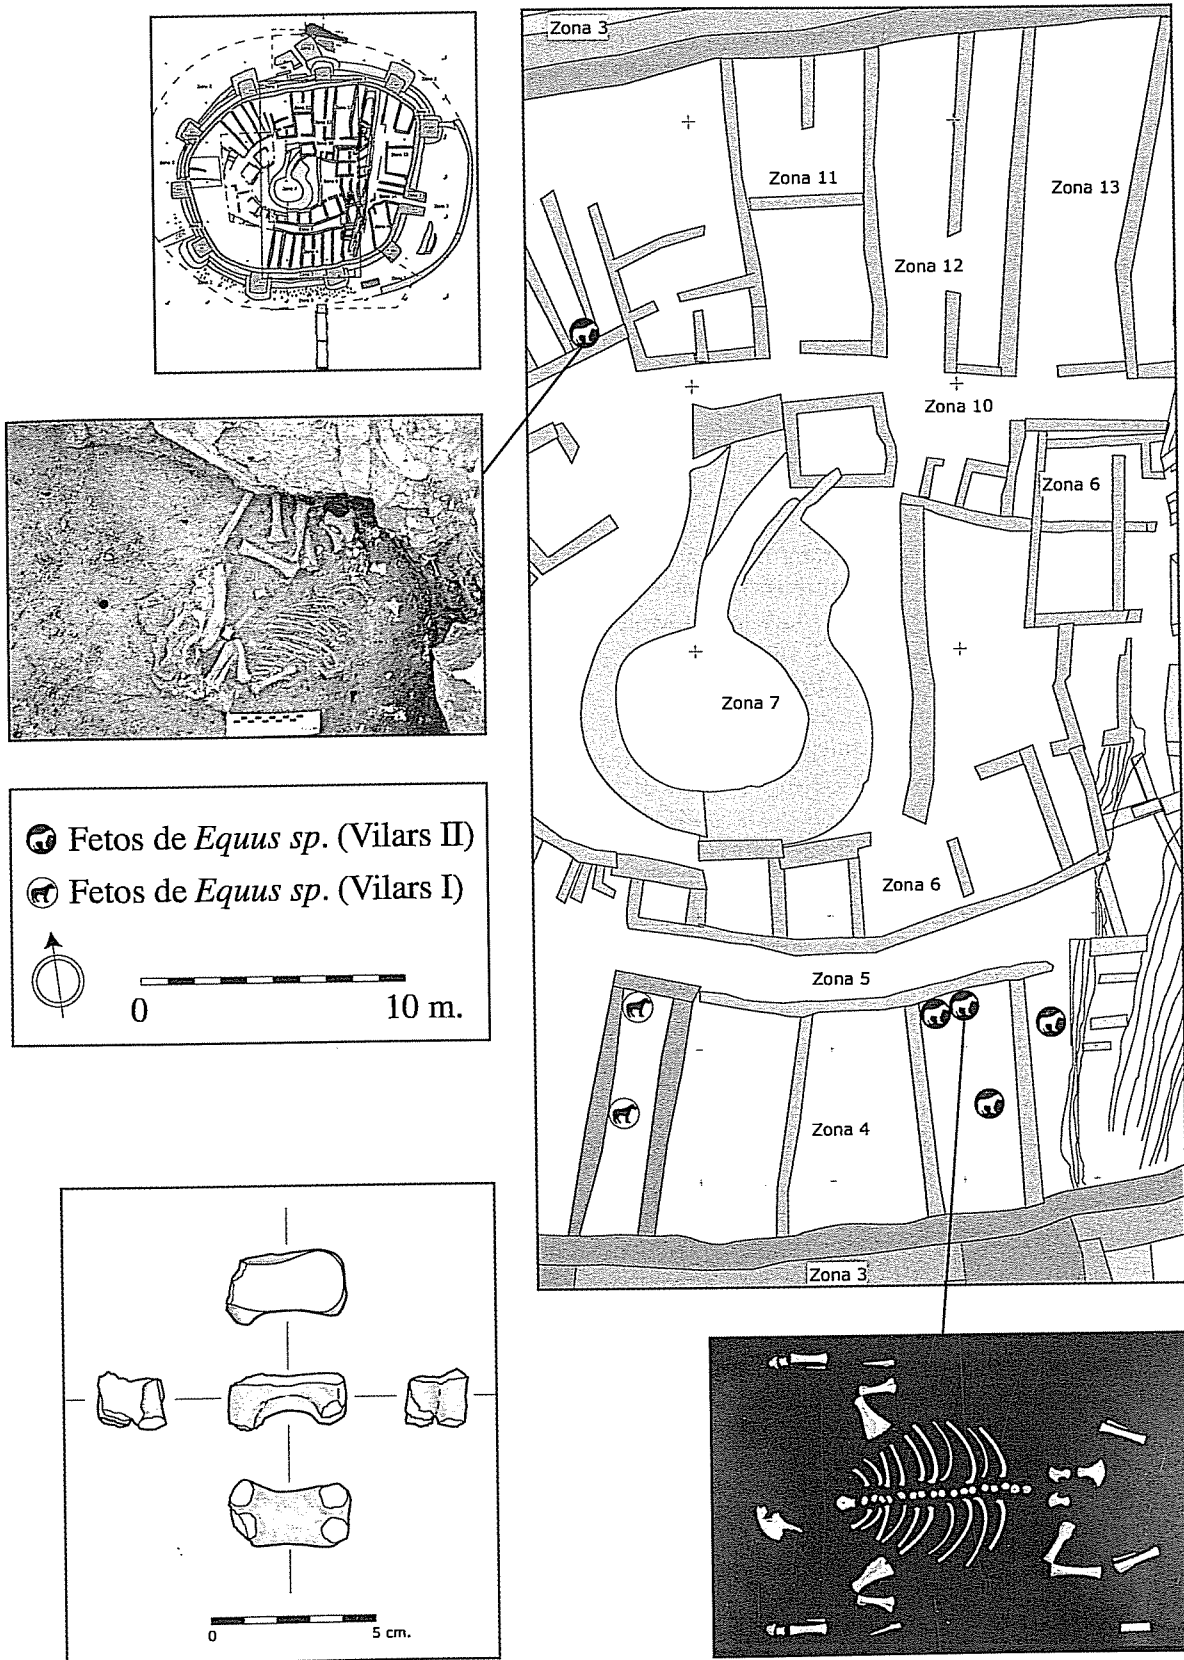 Zona 3
Zona 11
Zona 13
Zona 12
Zona 10
Zona 6
Zona 7
Zona 6
Zona 5
Zona 4
Zona 3
Fetos de Equus sp. (Vilars II)
Fetos de Equus sp. (Vilars I)
0 10 m.
0 5 cm.